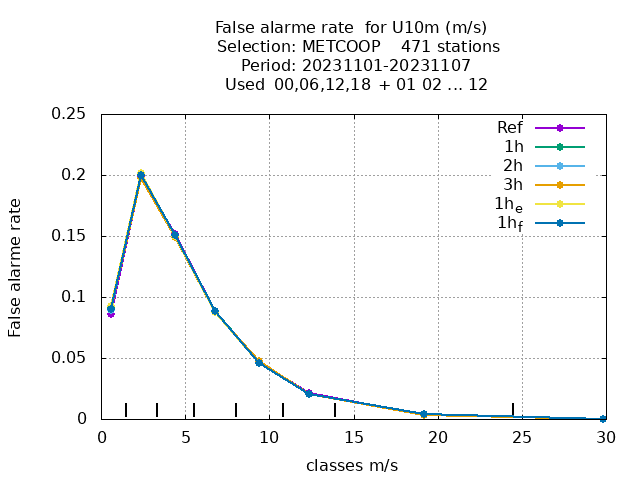 False alarme rate  for U10m (m/s)
Selection: METCOOP    471 stations
Period: 20231101-20231107
Used  00,06,12,18 + 01 02 ... 12
0.25
0.2
0.15
0.1
0.05
0
False alarme rate
Ref
1h
2h
3h
1he
1hf
0 5 10 15 20 25 30
classes m/s